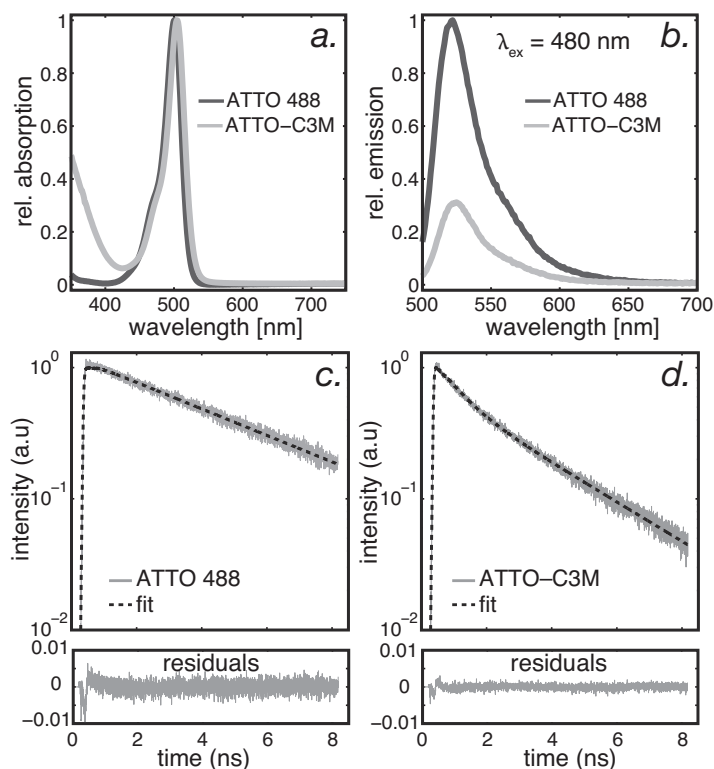 a.
rel. absorption
1
0.8
0.6
0.4
0.2
0
ATTO 488
ATTO–C3M
400 500 600 700
wavelength [nm]
b.
λex = 480 nm
rel. emission
1
0.8
0.6
0.4
0.2
0
ATTO 488
ATTO–C3M
500 550 600 650 700
wavelength [nm]
c.
intensity (a.u)
10^0
10^−1
10^−2
ATTO 488
fit
residuals
0.01
0
−0.01
0 2 4 6 8
time (ns)
d.
intensity (a.u)
10^0
10^−1
10^−2
ATTO–C3M
fit
residuals
0.01
0
−0.01
0 2 4 6 8
time (ns)